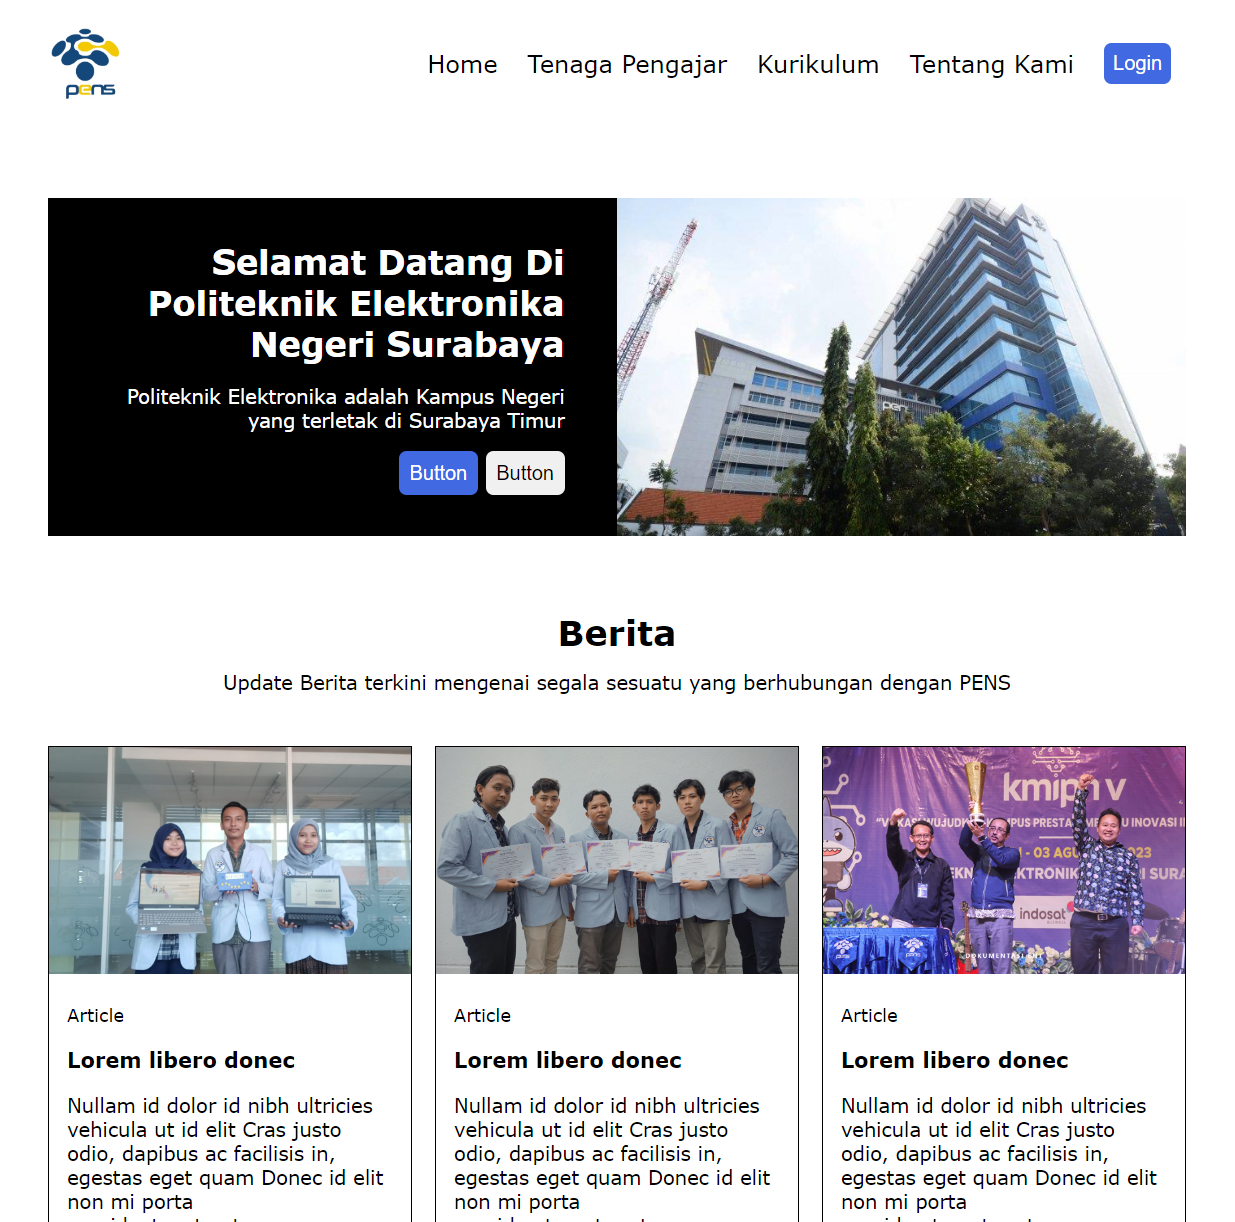 pens
Home Tenaga Pengajar Kurikulum Tentang Kami Login
Selamat Datang Di
Politeknik Elektronika
Negeri Surabaya
Politeknik Elektronika adalah Kampus Negeri
yang terletak di Surabaya Timur
Button Button
Berita
Update Berita terkini mengenai segala sesuatu yang berhubungan dengan PENS
kmipn v
indosat
DOKUMENTASI
Article
Lorem libero donec
Nullam id dolor id nibh ultricies
vehicula ut id elit Cras justo
odio, dapibus ac facilisis in,
egestas eget quam Donec id elit
non mi porta
Article
Lorem libero donec
Nullam id dolor id nibh ultricies
vehicula ut id elit Cras justo
odio, dapibus ac facilisis in,
egestas eget quam Donec id elit
non mi porta
Article
Lorem libero donec
Nullam id dolor id nibh ultricies
vehicula ut id elit Cras justo
odio, dapibus ac facilisis in,
egestas eget quam Donec id elit
non mi porta